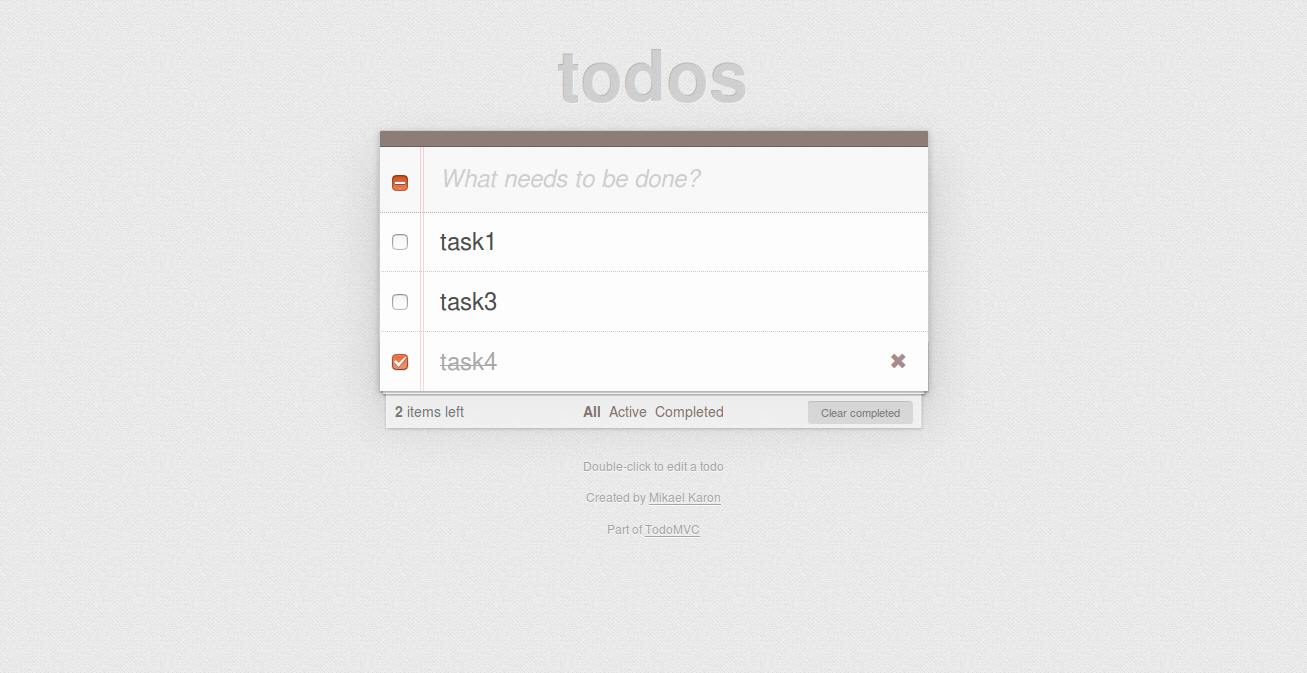 todos
What needs to be done?
task1
task3
task4 ✖
2 items left All Active Completed Clear completed
Double-click to edit a todo
Created by Mikael Karon
Part of TodoMVC